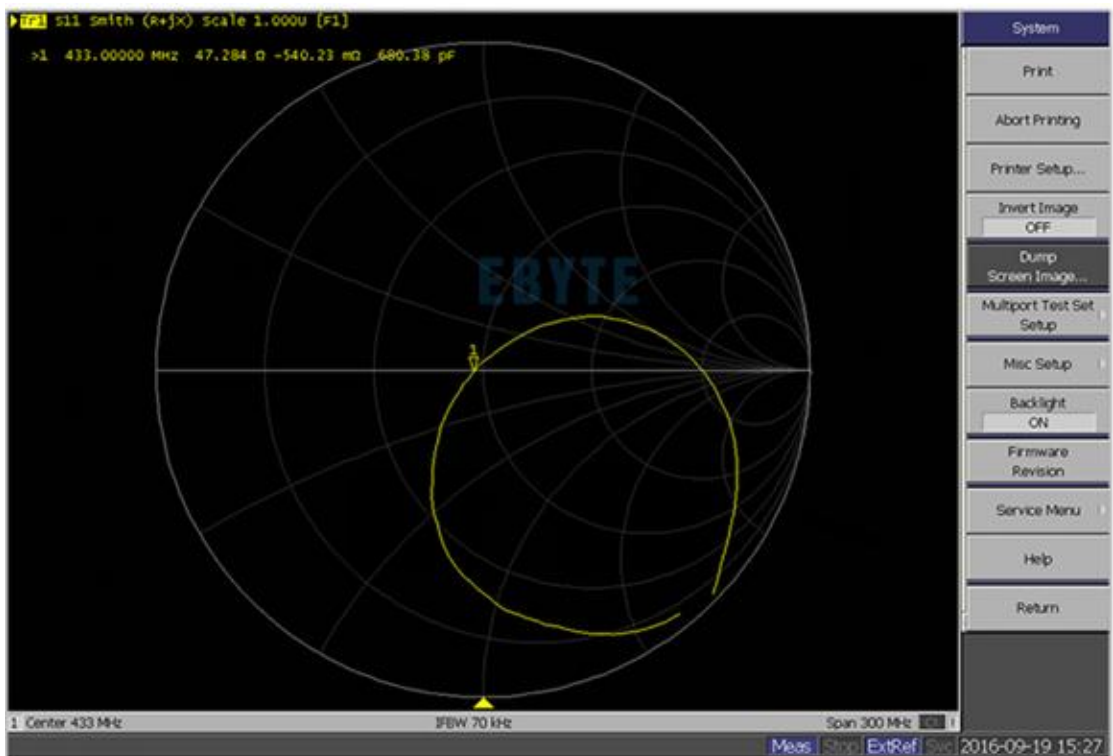 Tr1 S11 Smith (R+jX) Scale 1.000U [F1]
>1 433.00000 MHz 47.284 Ω -540.23 mΩ 680.38 pF
EBYTE
1
1 Center 433 MHz IFBW 70 kHz Span 300 MHz
Meas Stop ExtRef Svc 2016-09-19 15:27
System
Print
Abort Printing
Printer Setup...
Invert Image
OFF
Dump
Screen Image...
Multiport Test Set
Setup
Misc Setup
Backlight
ON
Firmware
Revision
Service Menu
Help
Return